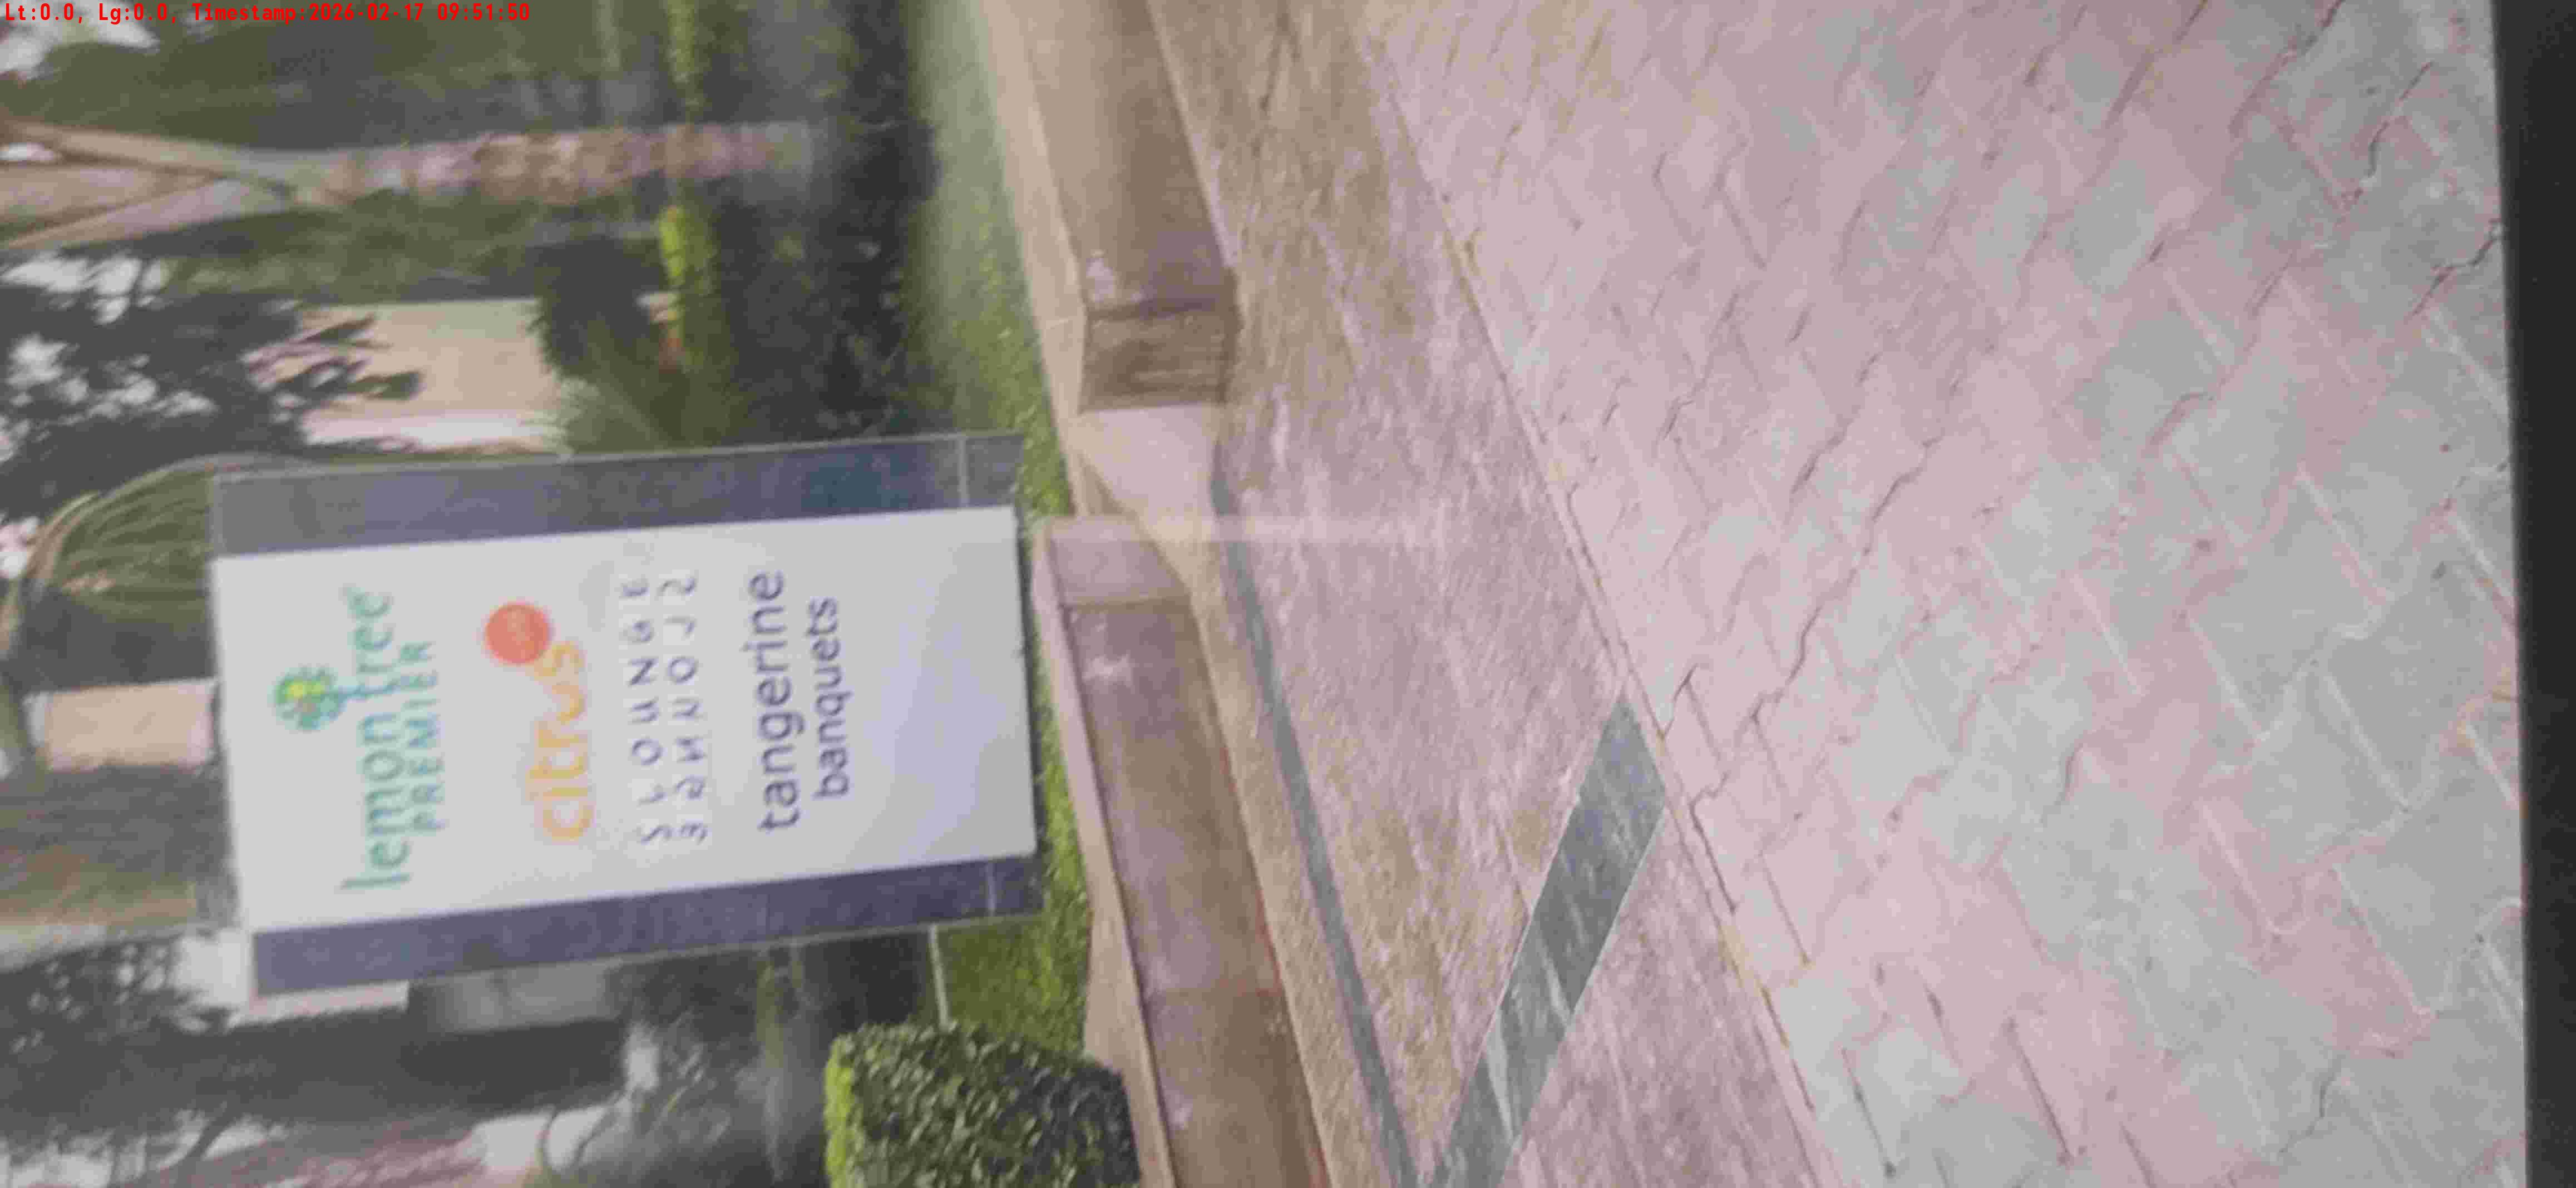 Lt:0.0, Lg:0.0, Timestamp:2026-02-17 09:51:50
lemon tree
PREMIER
citrus
SLOUNGE
tangerine
banquets